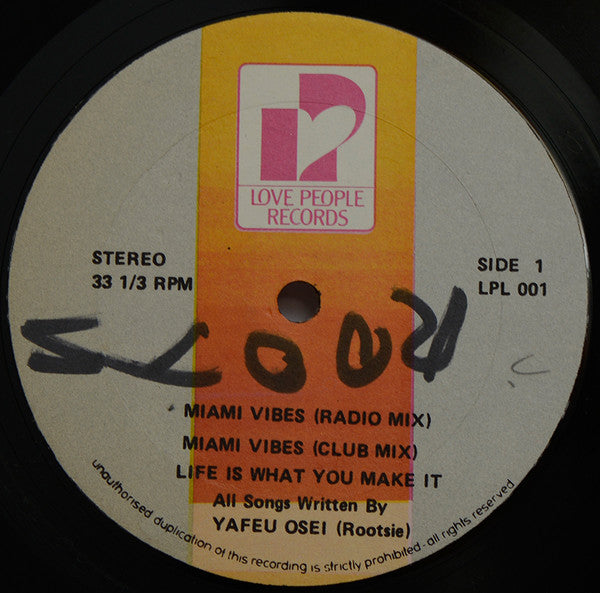 LOVE PEOPLE
RECORDS
STEREO
33 1/3 RPM
SIDE 1
LPL 001
MIAMI VIBES (RADIO MIX)
MIAMI VIBES (CLUB MIX)
LIFE IS WHAT YOU MAKE IT
All Songs Written By
YAFEU OSEI (Rootsie)
unauthorised duplication of this recording is strictly prohibited - all rights reserved